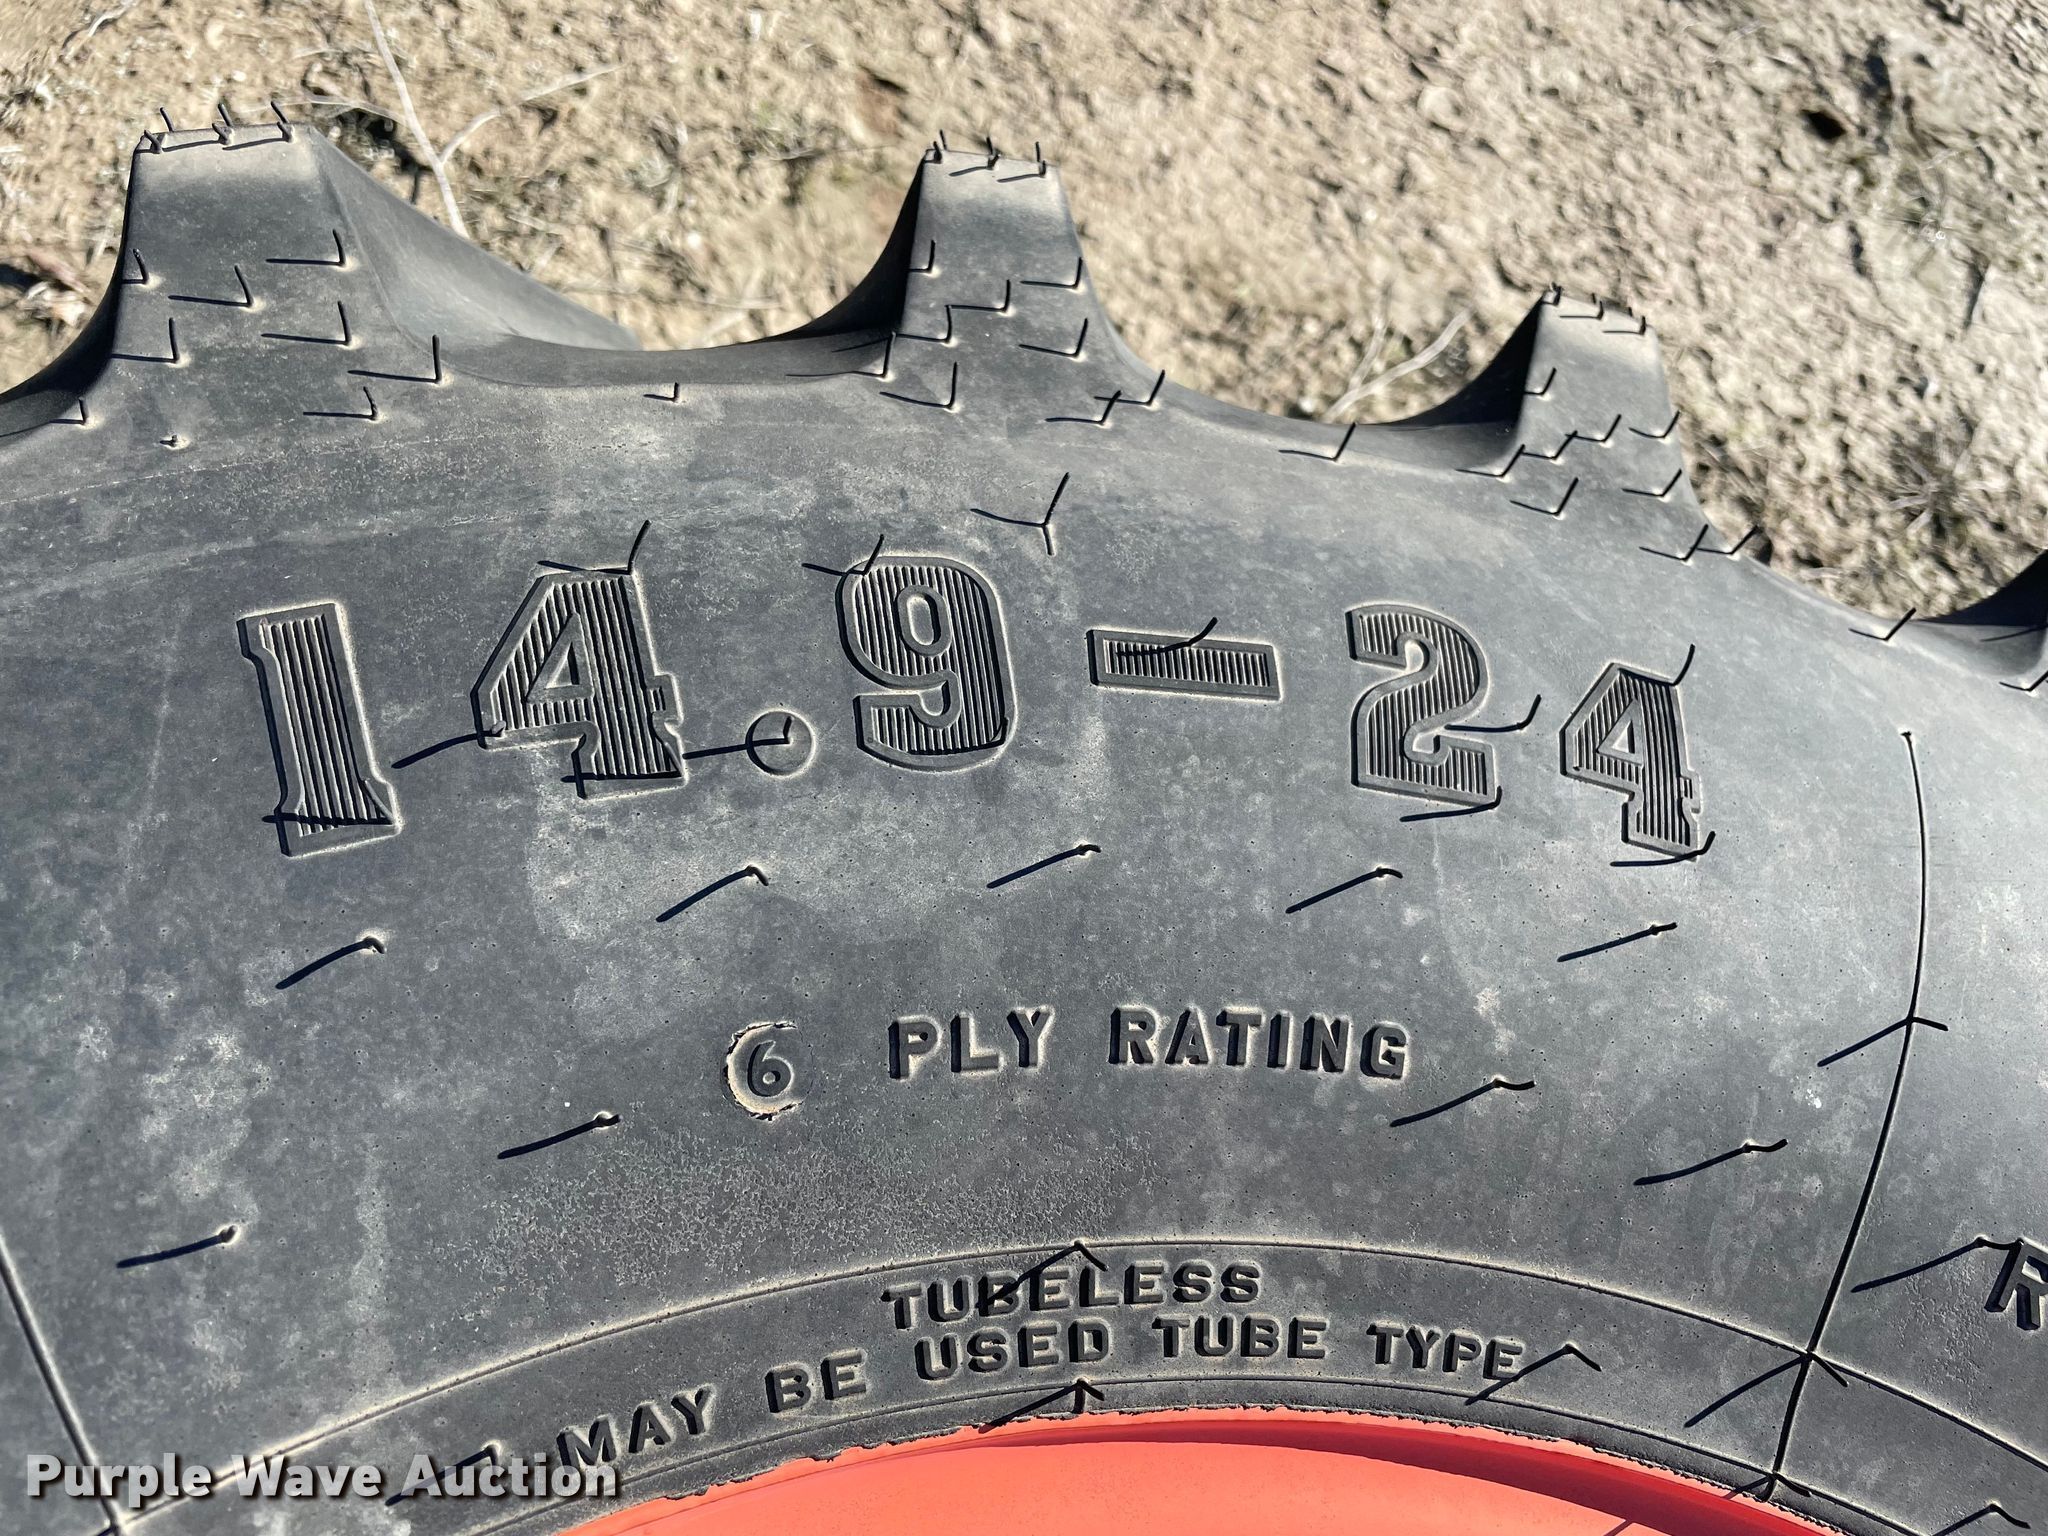 14.9-24
6 PLY RATING
TUBELESS
MAY BE USED TUBE TYPE
R
Purple Wave Auction